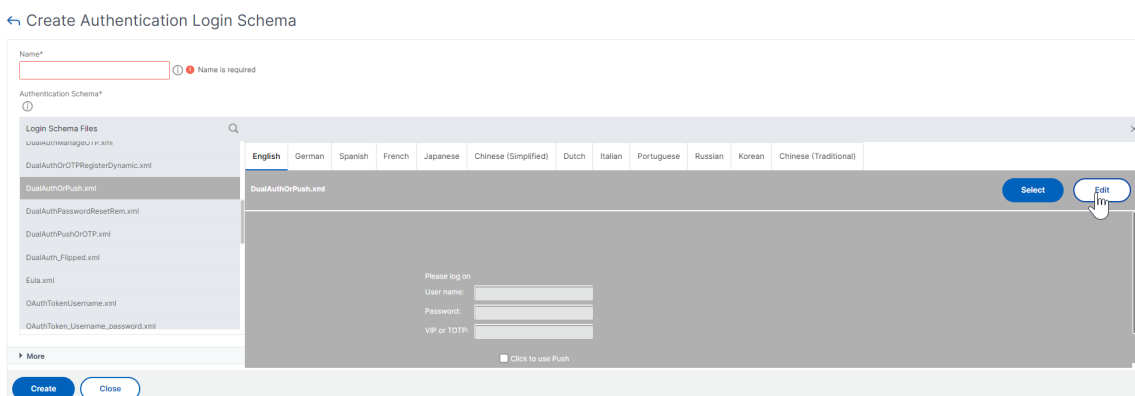 Create Authentication Login Schema
Name*
Name is required
Authentication Schema*
Login Schema Files
DualAuthManageOTP.xml
DualAuthOrOTPRegisterDynamic.xml
DualAuthOrPush.xml
DualAuthPasswordResetRem.xml
DualAuthPushOrOTP.xml
DualAuth_Flipped.xml
Eula.xml
OAuthTokenUsername.xml
OAuthToken_Username_password.xml
More
English German Spanish French Japanese Chinese (Simplified) Dutch Italian Portuguese Russian Korean Chinese (Traditional)
DualAuthOrPush.xml
Select
Edit
Please log on
User name:
Password:
VIP or TOTP:
Click to use Push
Create
Close